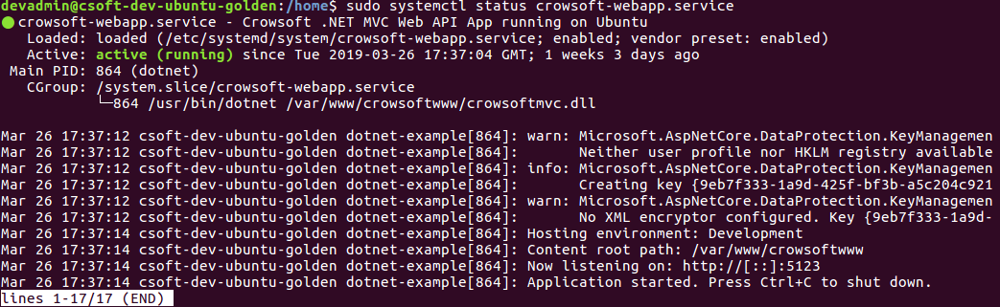 devadmin@csoft-dev-ubuntu-golden:/home$ sudo systemctl status crowsoft-webapp.service
● crowsoft-webapp.service - Crowsoft .NET MVC Web API App running on Ubuntu
   Loaded: loaded (/etc/systemd/system/crowsoft-webapp.service; enabled; vendor preset: enabled)
   Active: active (running) since Tue 2019-03-26 17:37:04 GMT; 1 weeks 3 days ago
 Main PID: 864 (dotnet)
   CGroup: /system.slice/crowsoft-webapp.service
           └─864 /usr/bin/dotnet /var/www/crowsoftwww/crowsoftmvc.dll

Mar 26 17:37:12 csoft-dev-ubuntu-golden dotnet-example[864]: warn: Microsoft.AspNetCore.DataProtection.KeyManagemen
Mar 26 17:37:12 csoft-dev-ubuntu-golden dotnet-example[864]:       Neither user profile nor HKLM registry available
Mar 26 17:37:12 csoft-dev-ubuntu-golden dotnet-example[864]: info: Microsoft.AspNetCore.DataProtection.KeyManagemen
Mar 26 17:37:12 csoft-dev-ubuntu-golden dotnet-example[864]:       Creating key {9eb7f333-1a9d-425f-bf3b-a5c204c921
Mar 26 17:37:12 csoft-dev-ubuntu-golden dotnet-example[864]: warn: Microsoft.AspNetCore.DataProtection.KeyManagemen
Mar 26 17:37:12 csoft-dev-ubuntu-golden dotnet-example[864]:       No XML encryptor configured. Key {9eb7f333-1a9d-
Mar 26 17:37:14 csoft-dev-ubuntu-golden dotnet-example[864]: Hosting environment: Development
Mar 26 17:37:14 csoft-dev-ubuntu-golden dotnet-example[864]: Content root path: /var/www/crowsoftwww
Mar 26 17:37:14 csoft-dev-ubuntu-golden dotnet-example[864]: Now listening on: http://[::]:5123
Mar 26 17:37:14 csoft-dev-ubuntu-golden dotnet-example[864]: Application started. Press Ctrl+C to shut down.
lines 1-17/17 (END)